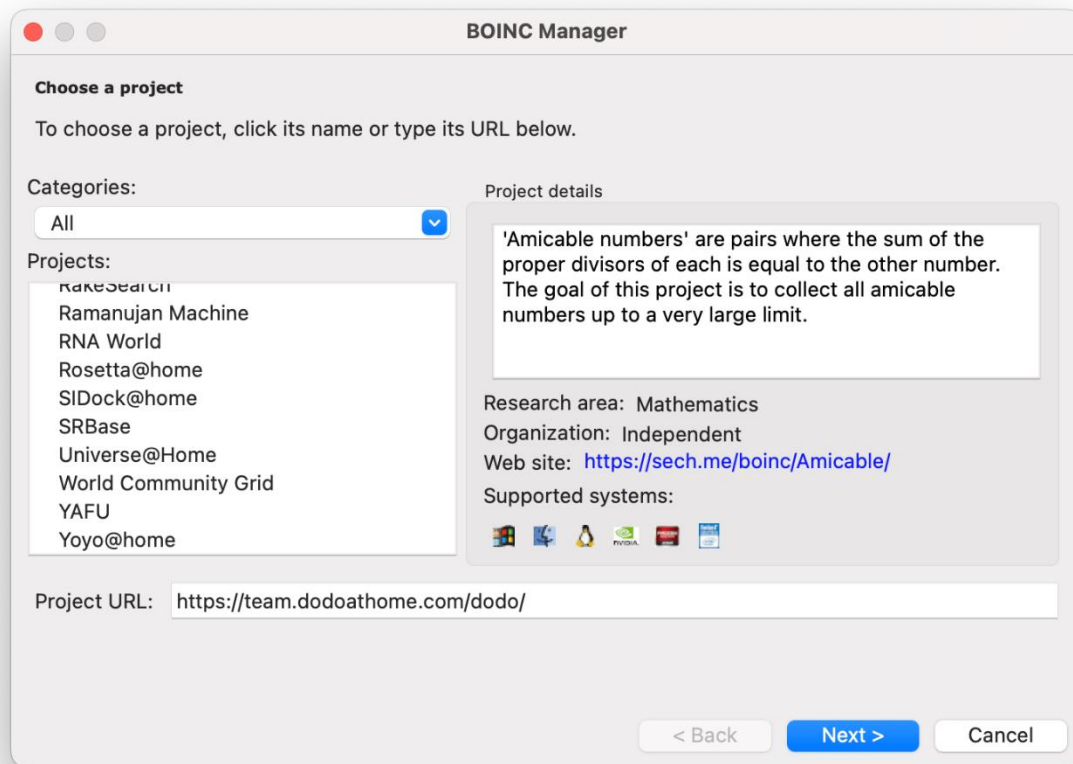 BOINC Manager
Choose a project
To choose a project, click its name or type its URL below.
Categories:
All
Projects:
RakeSearch
Ramanujan Machine
RNA World
Rosetta@home
SIDock@home
SRBase
Universe@Home
World Community Grid
YAFU
Yoyo@home
Project details
'Amicable numbers' are pairs where the sum of the
proper divisors of each is equal to the other number.
The goal of this project is to collect all amicable
numbers up to a very large limit.
Research area: Mathematics
Organization: Independent
Web site: https://sech.me/boinc/Amicable/
Supported systems:
NVIDIA
Project URL: https://team.dodoathome.com/dodo/
< Back
Next >
Cancel